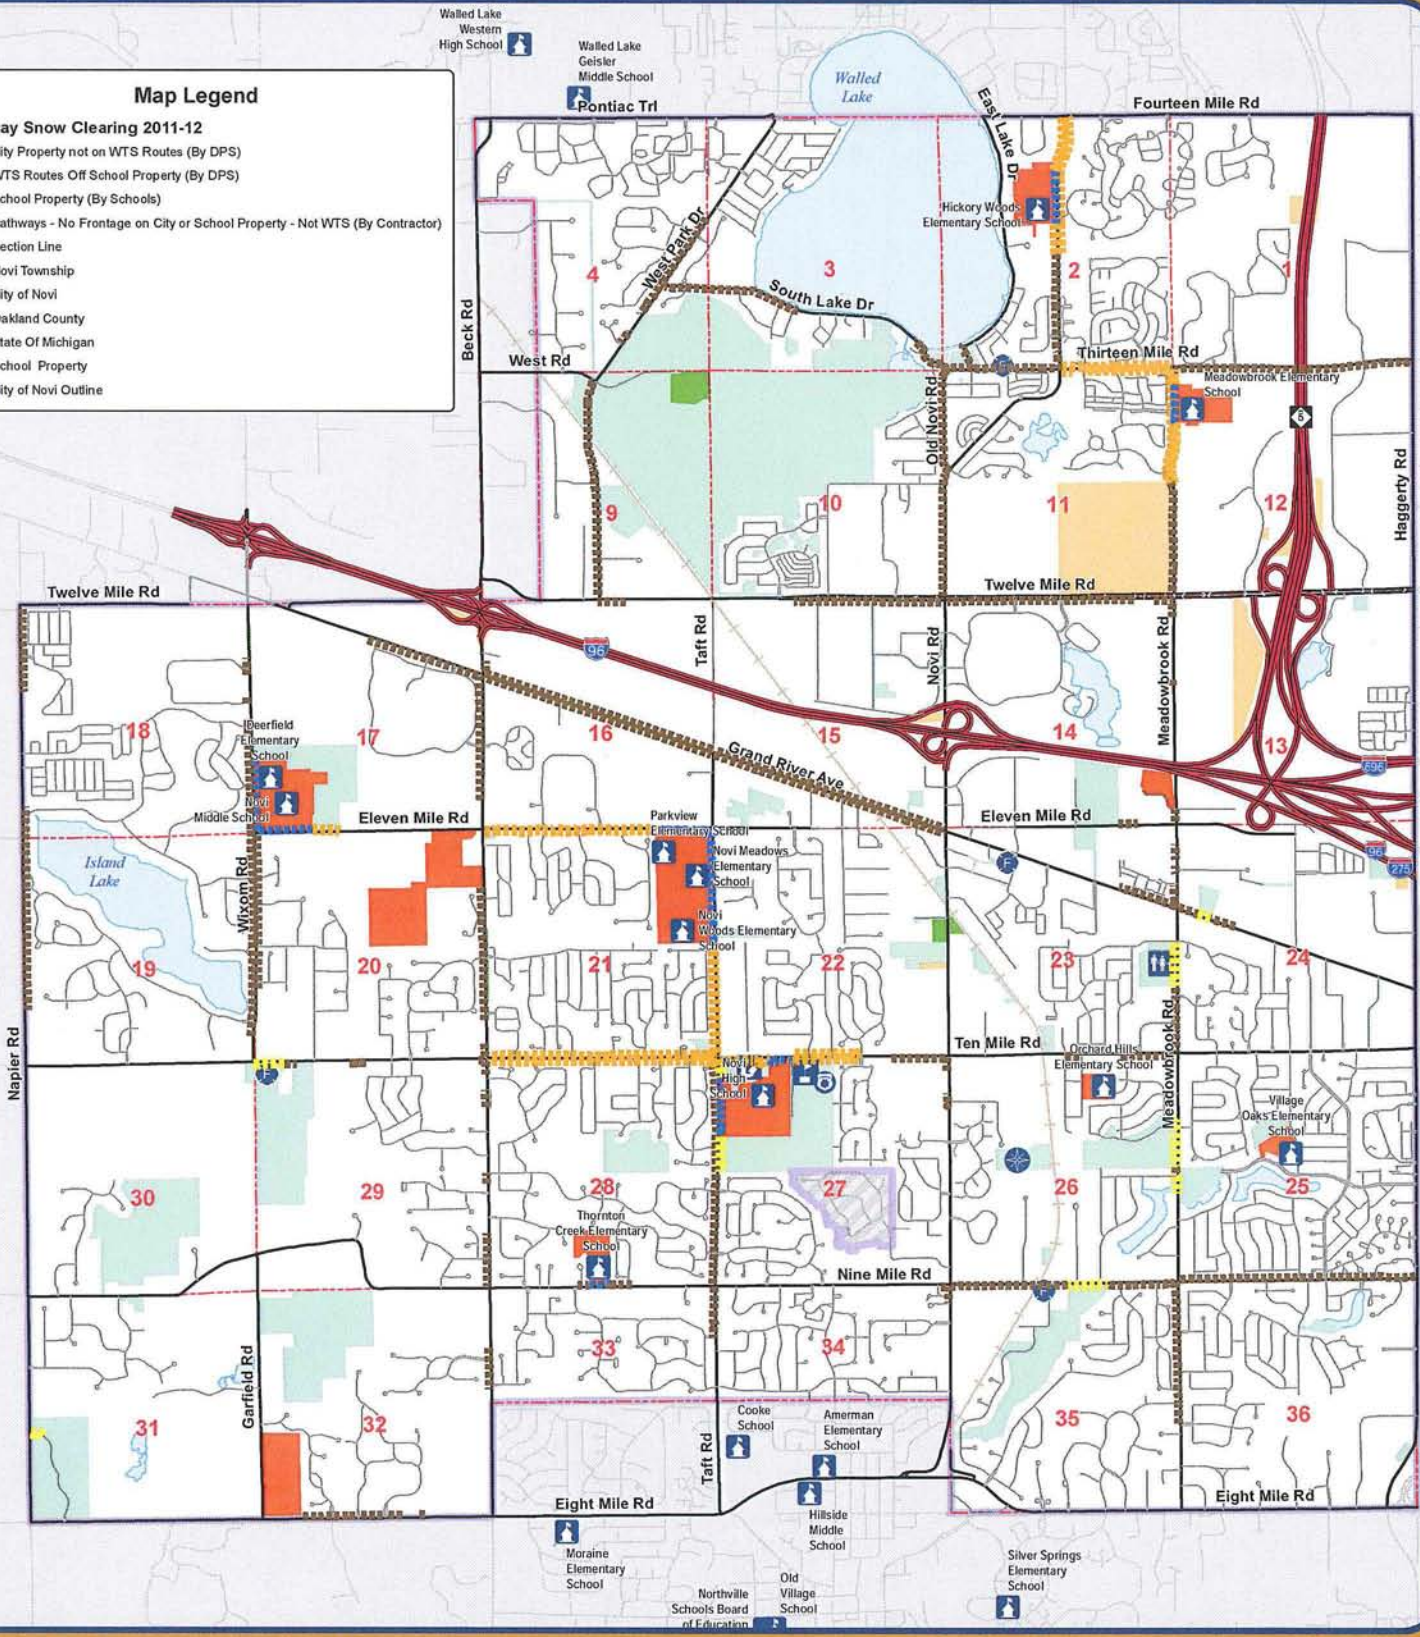 Walled Lake
Western
High School
Walled Lake
Geisler
Middle School
Pontiac Trl
Walled
Lake
East Lake Dr
Fourteen Mile Rd
Map Legend
ay Snow Clearing 2011-12
ity Property not on WTS Routes (By DPS)
WTS Routes Off School Property (By DPS)
chool Property (By Schools)
athways - No Frontage on City or School Property - Not WTS (By Contractor)
ection Line
ovi Township
ity of Novi
akland County
tate Of Michigan
chool Property
ity of Novi Outline
Hickory Woods
Elementary School
West Park Dr
4
3
2
1
South Lake Dr
Beck Rd
West Rd
Thirteen Mile Rd
Meadowbrook Elementary
School
5
Old Novi Rd
Haggerty Rd
9
10
11
12
Twelve Mile Rd
Twelve Mile Rd
96
Taft Rd
Novi Rd
Meadowbrook Rd
18
17
16
15
14
13
Deerfield
Elementary
School
Novi
Middle School
Grand River Ave
696
Eleven Mile Rd
Parkview
Elementary School
Eleven Mile Rd
Novi Meadows
Elementary
School
96
275
F
Island
Lake
Wixom Rd
Novi
Woods Elementary
School
19
20
21
22
23
24
Napier Rd
Meadowbrook Rd
Ten Mile Rd
F
Novi
High
School
Orchard Hills
Elementary School
Village
Oaks Elementary
School
30
29
28
27
26
25
Thornton
Creek Elementary
School
Nine Mile Rd
F
Garfield Rd
31
32
33
34
35
36
Cooke
School
Amerman
Elementary
School
Taft Rd
Eight Mile Rd
Eight Mile Rd
Hillside
Middle
School
Moraine
Elementary
School
Silver Springs
Elementary
School
Old
Village
School
Northville
Schools Board
of Education